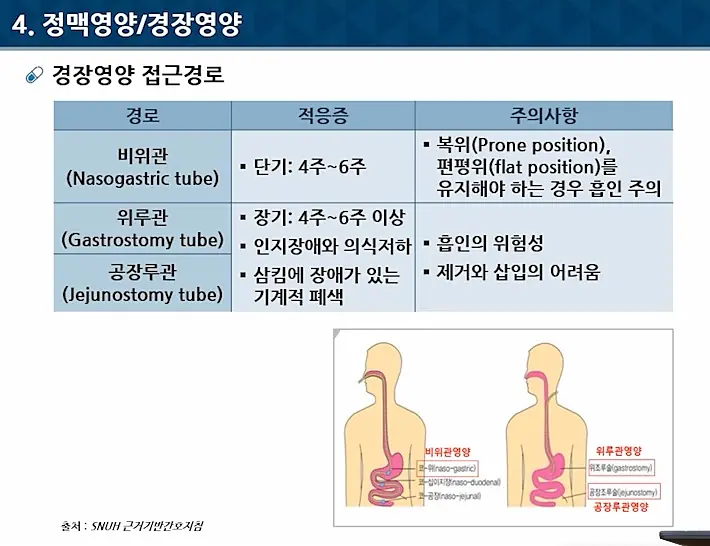 4. 정맥영양/경장영양
경장영양 접근경로
경로
적응증
주의사항
비위관
(Nasogastric tube)
▪ 단기: 4주~6주
▪ 복위(Prone position),
편평위(flat position)를
유지해야 하는 경우 흡인 주의
위루관
(Gastrostomy tube)
공장루관
(Jejunostomy tube)
▪ 장기: 4주~6주 이상
▪ 인지장애와 의식저하
▪ 삼킴에 장애가 있는
기계적 폐색
▪ 흡인의 위험성
▪ 제거와 삽입의 어려움
비위관영양
코-위(naso-gastric)
코-십이지장(naso-duodenal)
코-공장(naso-jejunal)
위루관영양
위조루술(gastrostomy)
공장조루술(jejunostomy)
공장루관영양
출처 : SNUH 근거기반간호지침